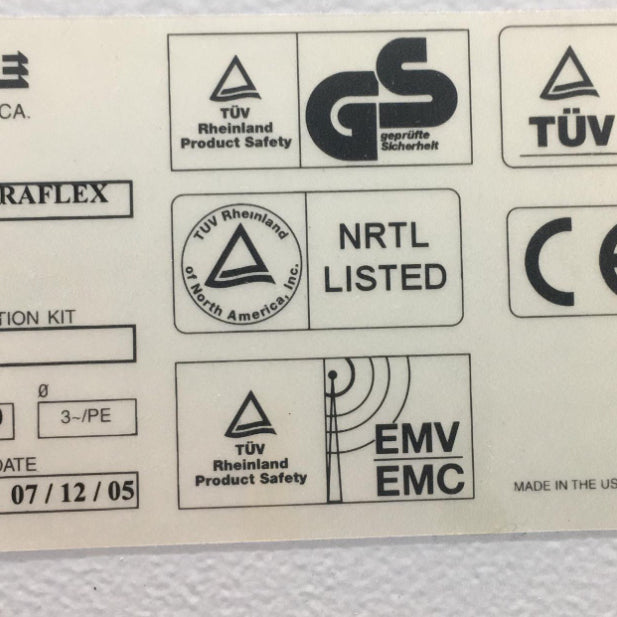 CA.
RAFLEX
TION KIT
Ø
3~/PE
DATE
07 / 12 / 05
TÜV
Rheinland
Product Safety
GS
geprüfte
Sicherheit
TÜV Rheinland
of North America, Inc.
NRTL
LISTED
TÜV
Rheinland
Product Safety
EMV
EMC
TÜV
CE
MADE IN THE US